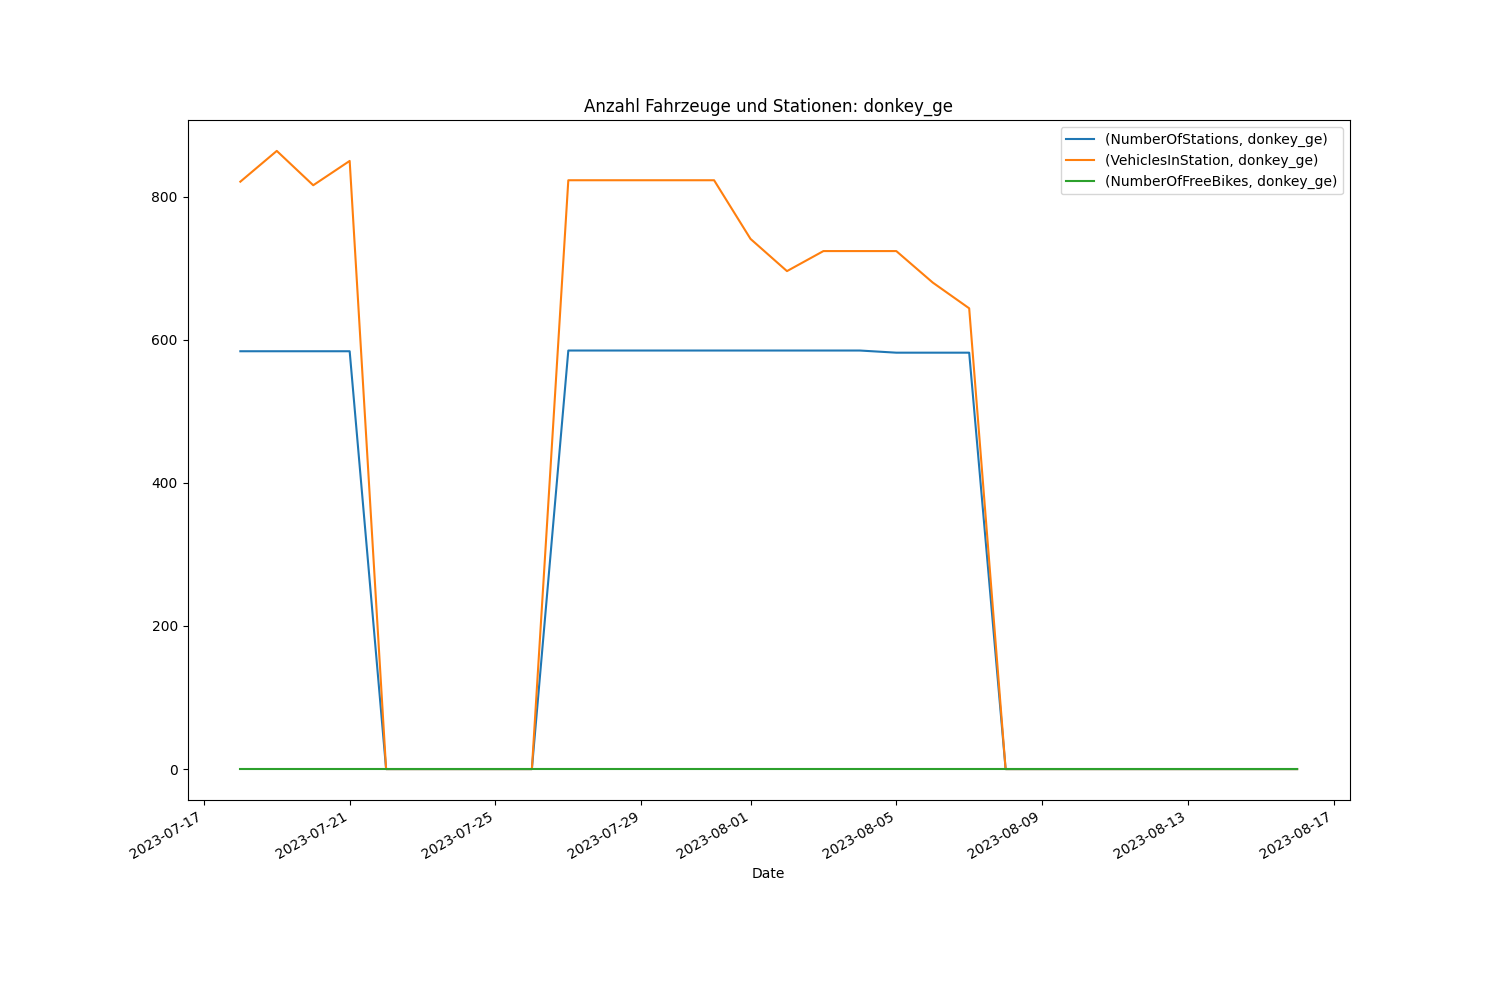 Anzahl Fahrzeuge und Stationen: donkey_ge
(NumberOfStations, donkey_ge)
(VehiclesInStation, donkey_ge)
(NumberOfFreeBikes, donkey_ge)
800
600
400
200
0
2023-07-17
2023-07-21
2023-07-25
2023-07-29
2023-08-01
2023-08-05
2023-08-09
2023-08-13
2023-08-17
Date